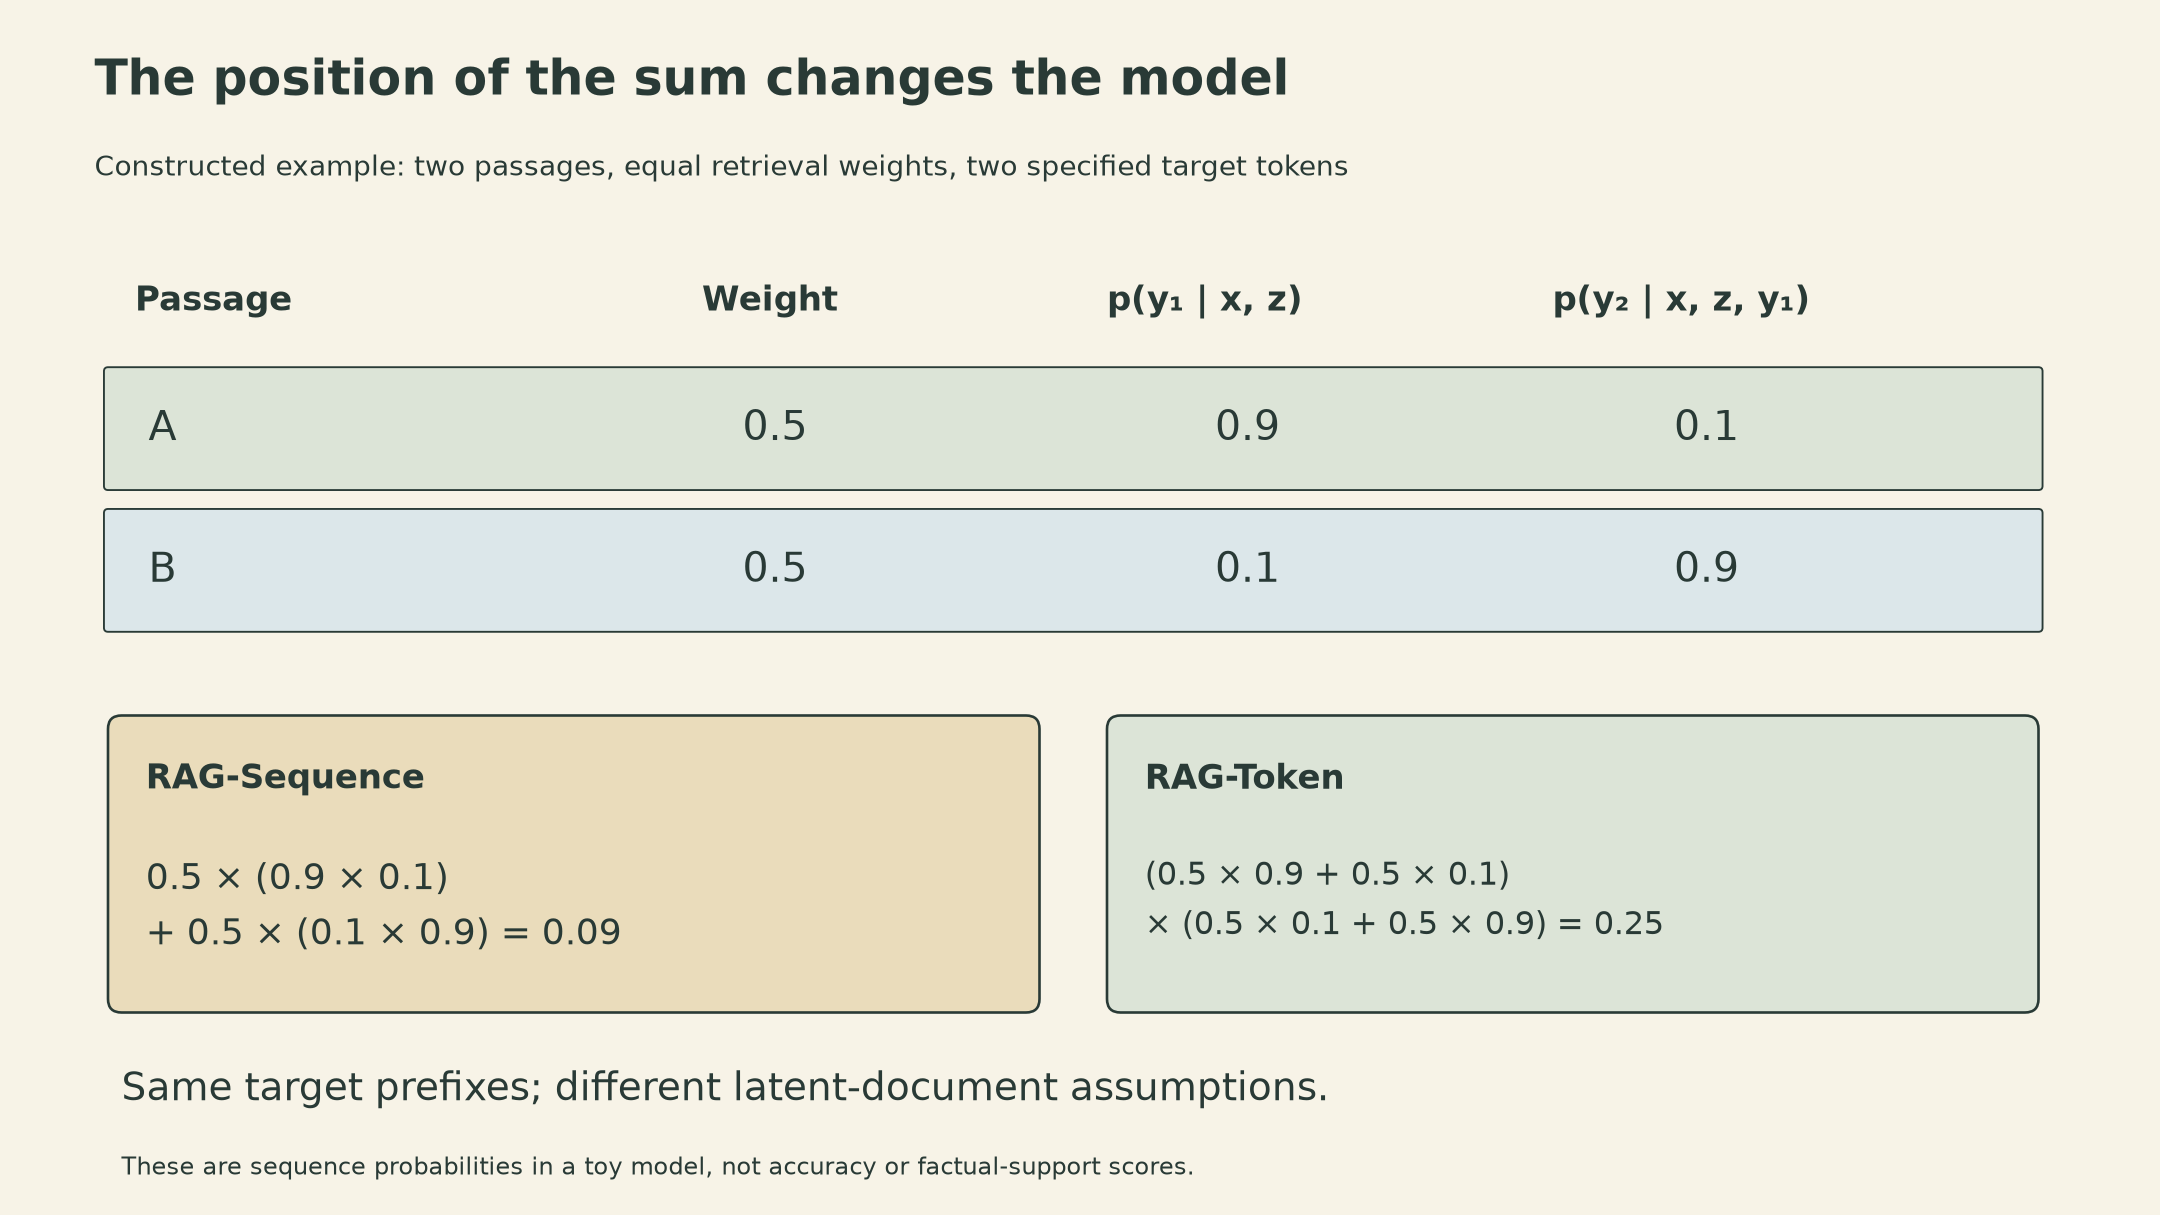 The position of the sum changes the model
Constructed example: two passages, equal retrieval weights, two specified target tokens
Passage Weight p(y₁ | x, z) p(y₂ | x, z, y₁)
A 0.5 0.9 0.1
B 0.5 0.1 0.9
RAG-Sequence
0.5 × (0.9 × 0.1)
+ 0.5 × (0.1 × 0.9) = 0.09
RAG-Token
(0.5 × 0.9 + 0.5 × 0.1)
× (0.5 × 0.1 + 0.5 × 0.9) = 0.25
Same target prefixes; different latent-document assumptions.
These are sequence probabilities in a toy model, not accuracy or factual-support scores.